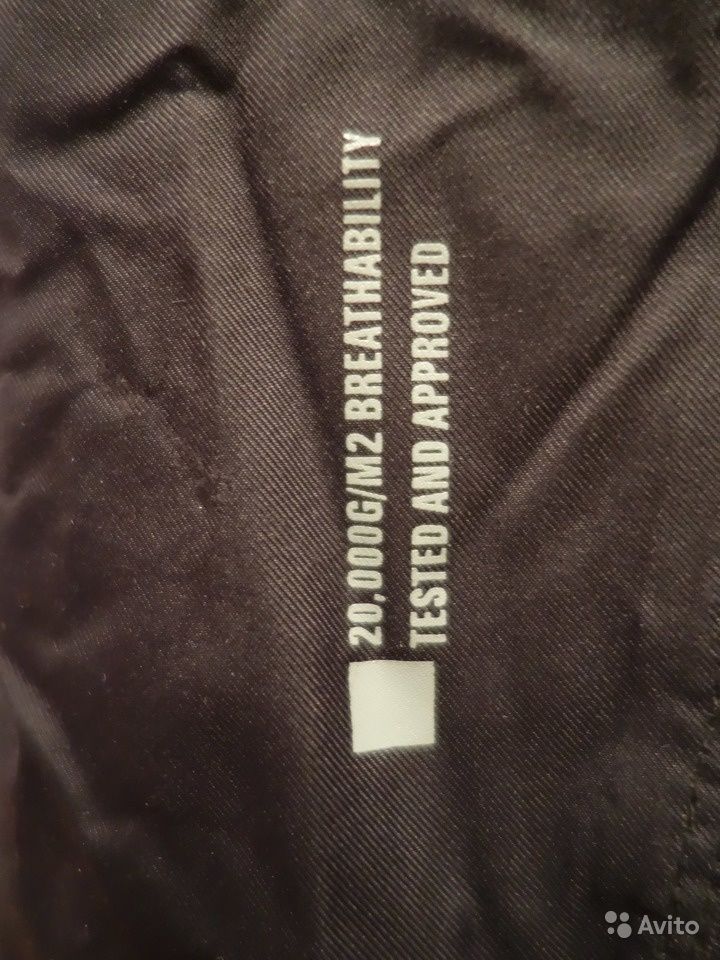 20,000G/M2 BREATHABILITY
TESTED AND APPROVED
Avito